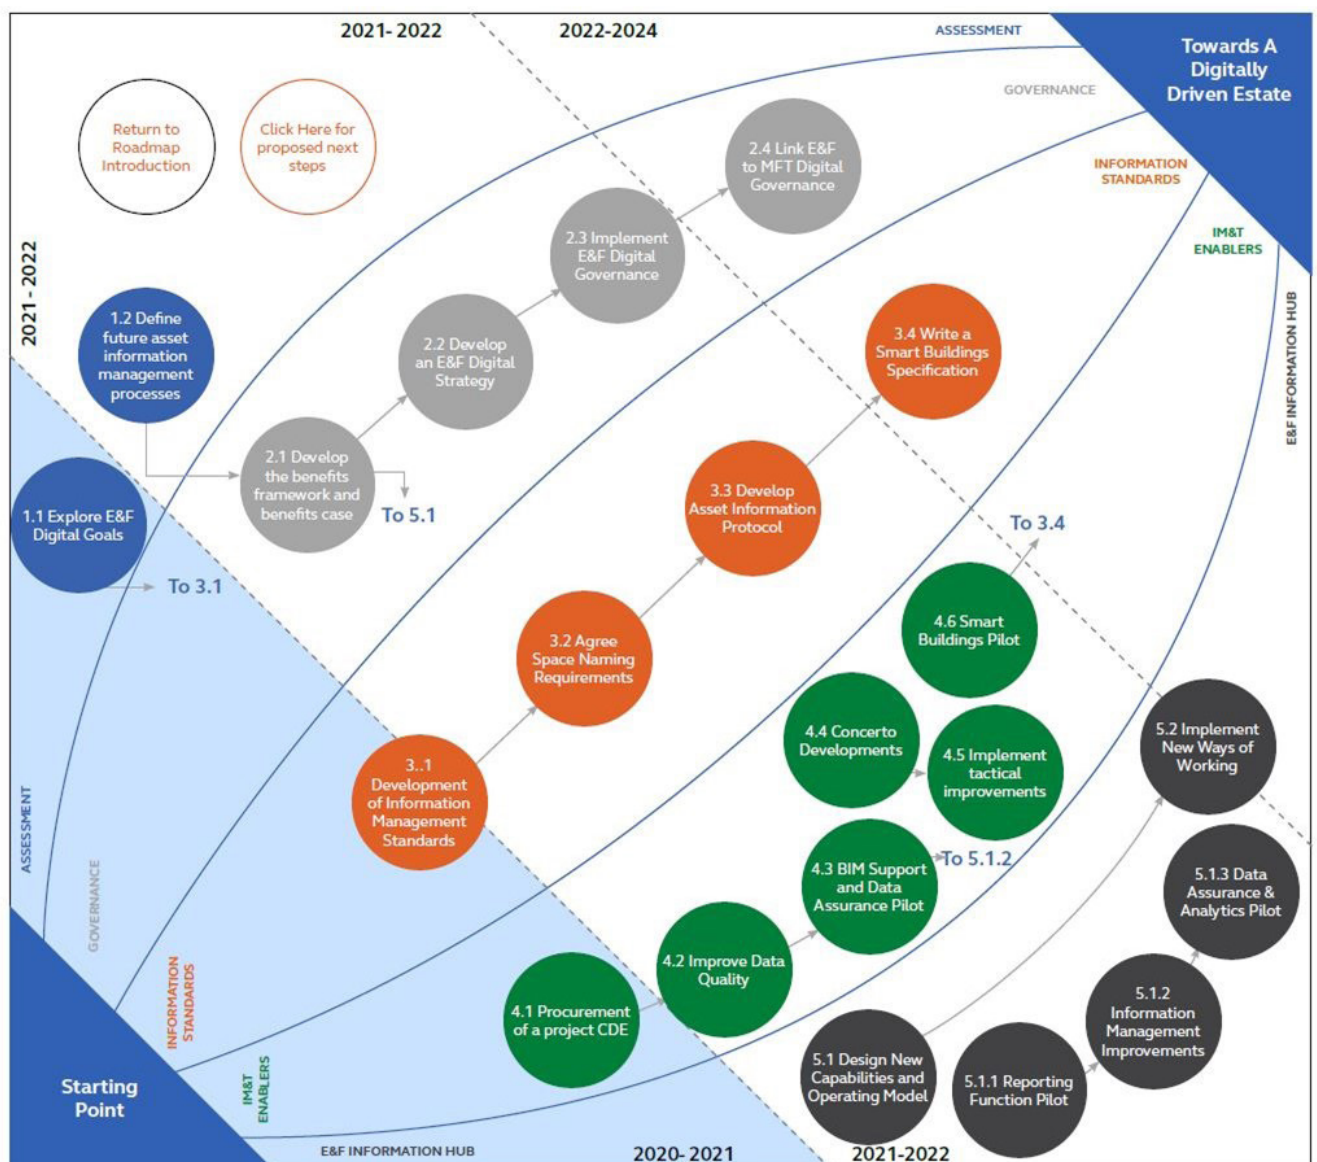 2021- 2022
2022-2024
ASSESSMENT
Towards A
Digitally
Driven Estate
GOVERNANCE
Return to
Roadmap
Introduction
Click Here for
proposed next
steps
2.4 Link E&F
to MFT Digital
Governance
INFORMATION
STANDARDS
IM&T
ENABLERS
2021 - 2022
2.3 Implement
E&F Digital
Governance
E&F INFORMATION HUB
1.2 Define
future asset
information
management
processes
2.2 Develop
an E&F Digital
Strategy
3.4 Write a
Smart Buildings
Specification
2.1 Develop
the benefits
framework and
benefits case
To 5.1
3.3 Develop
Asset Information
Protocol
1.1 Explore E&F
Digital Goals
To 3.1
To 3.4
4.6 Smart
Buildings Pilot
3.2 Agree
Space Naming
Requirements
4.4 Concerto
Developments
4.5 Implement
tactical
improvements
5.2 Implement
New Ways of
Working
3..1
Development
of Information
Management
Standards
ASSESSMENT
GOVERNANCE
4.3 BIM Support
and Data
Assurance Pilot
To 5.1.2
5.1.3 Data
Assurance &
Analytics Pilot
4.2 Improve Data
Quality
INFORMATION
STANDARDS
4.1 Procurement
of a project CDE
5.1.2
Information
Management
Improvements
5.1 Design New
Capabilities and
Operating Model
5.1.1 Reporting
Function Pilot
Starting
Point
IM&T
ENABLERS
E&F INFORMATION HUB
2020- 2021
2021-2022